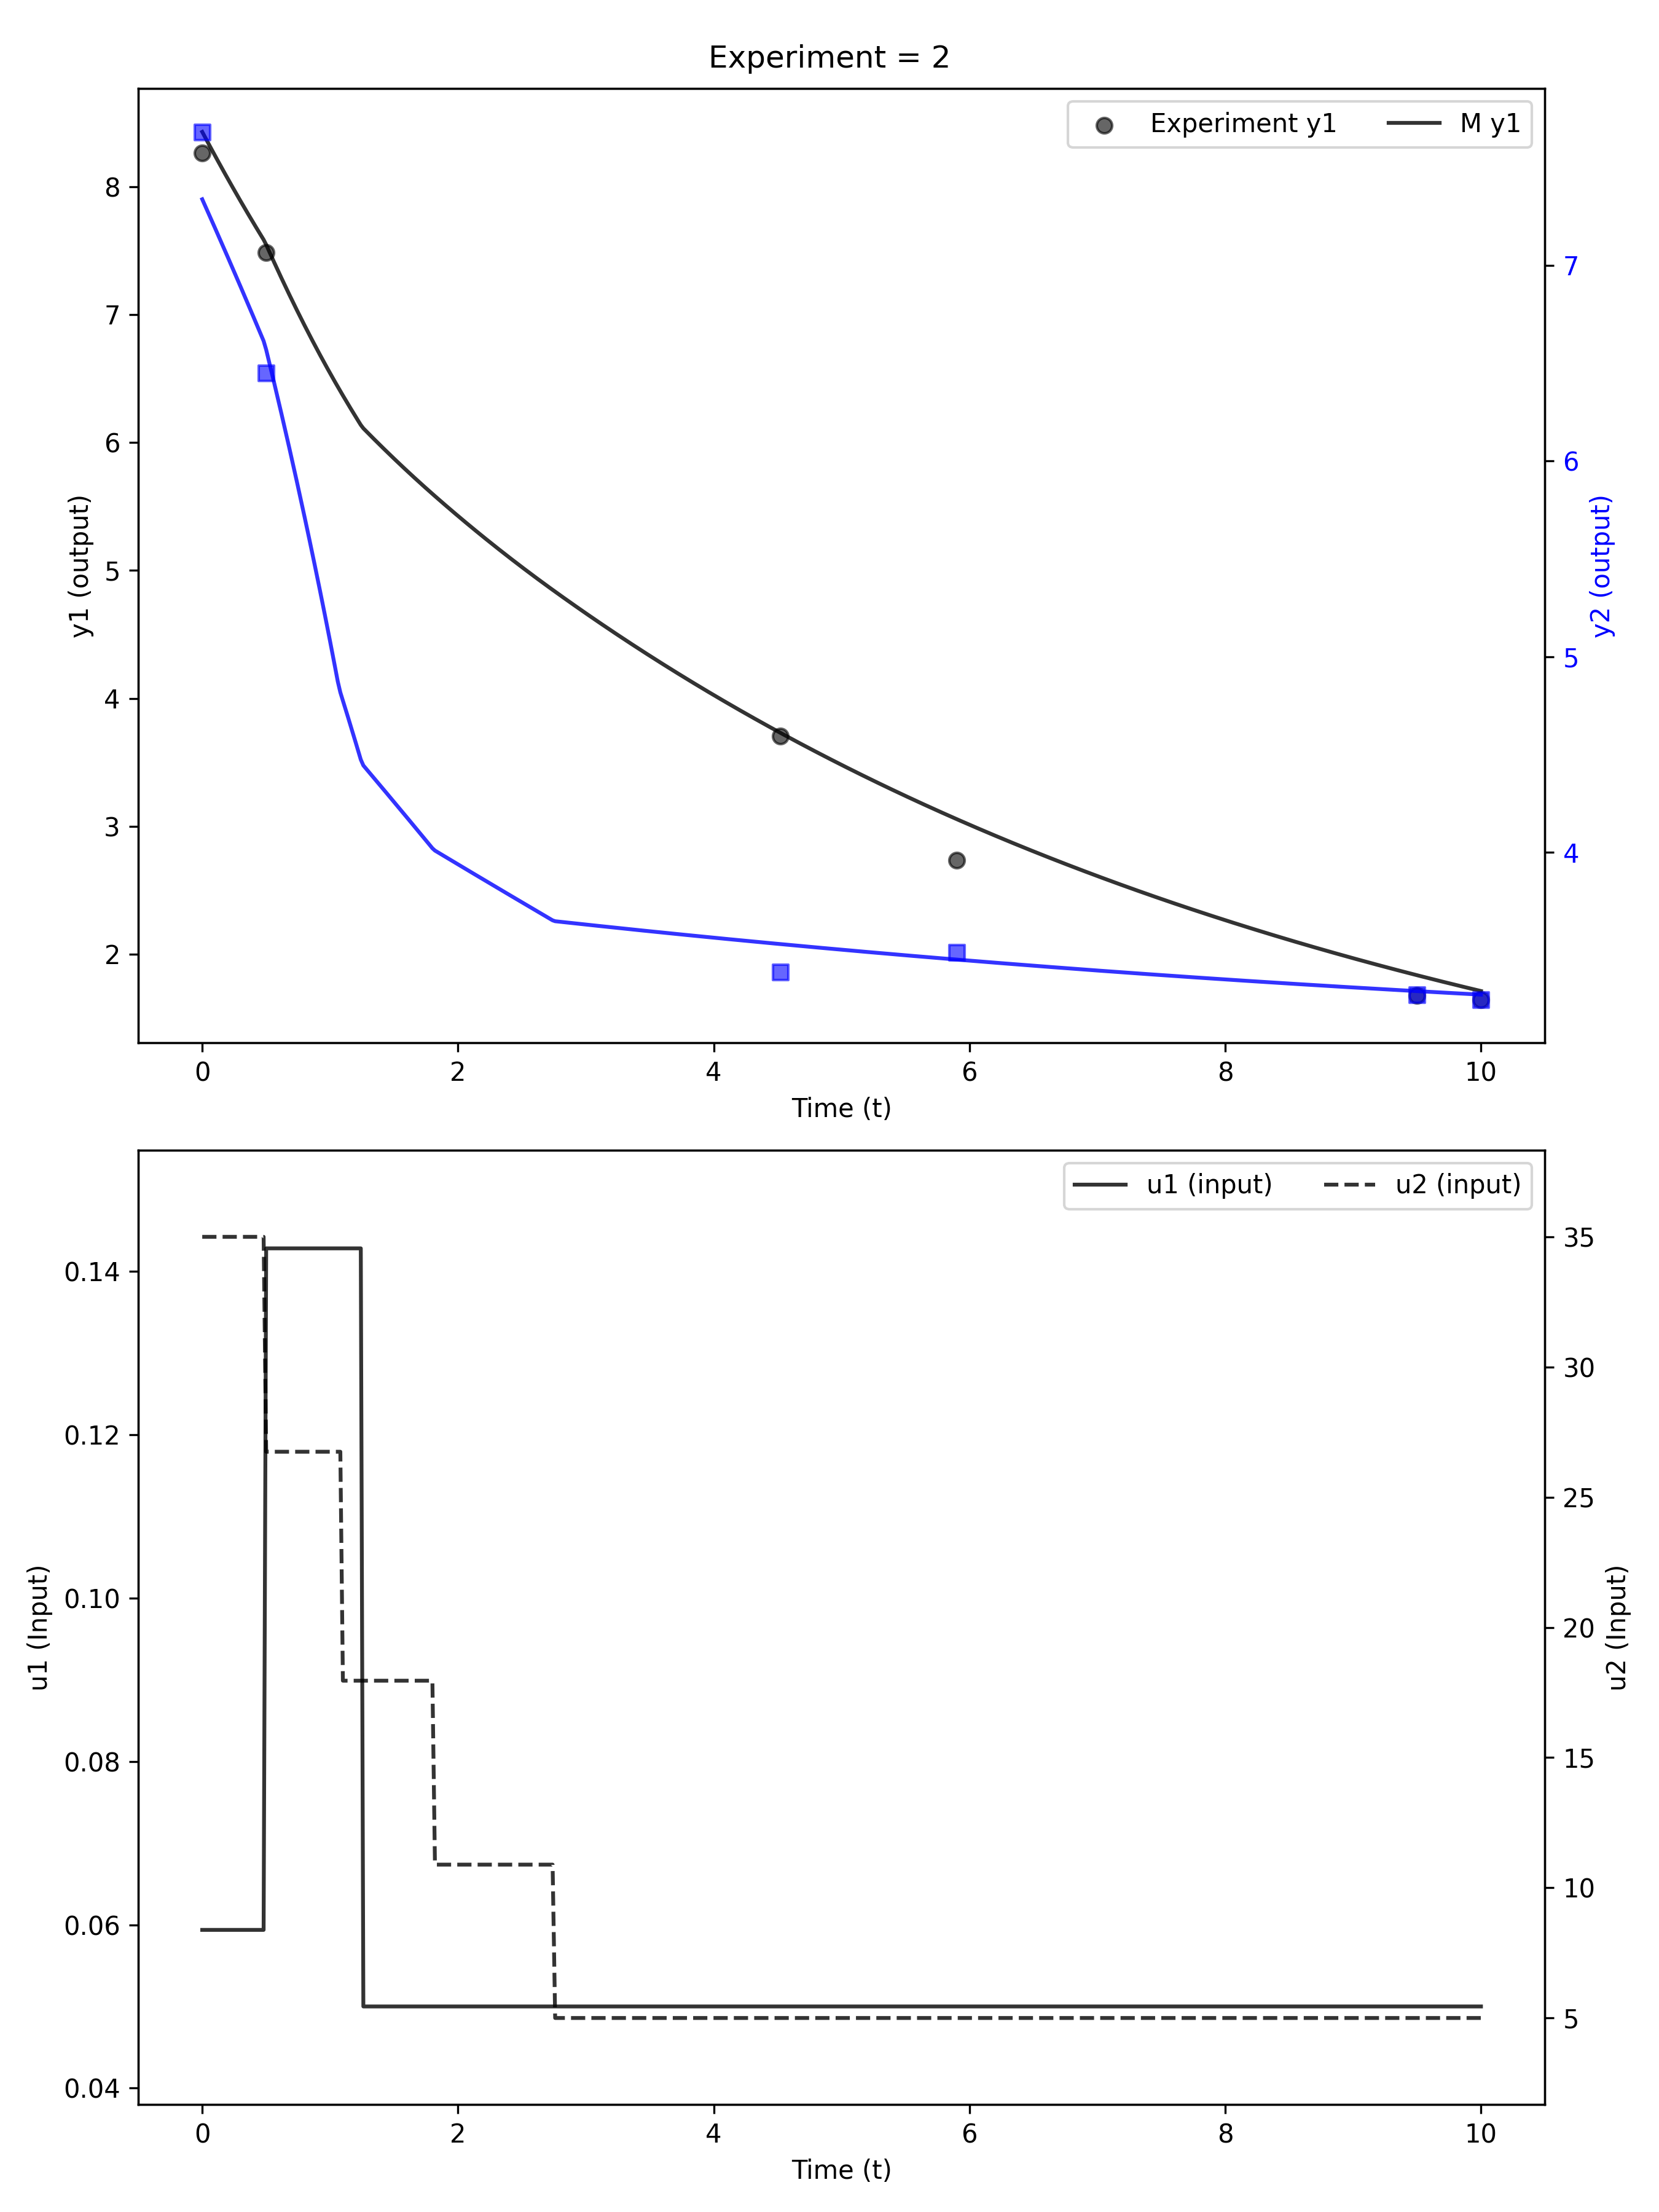 Experiment = 2
Experiment y1
M y1
8
7
6
5
4
3
2
7
6
5
4
y1 (output)
y2 (output)
0 2 4 6 8 10
Time (t)
u1 (input)
u2 (input)
0.14
0.12
0.10
0.08
0.06
0.04
35
30
25
20
15
10
5
u1 (Input)
u2 (Input)
0 2 4 6 8 10
Time (t)